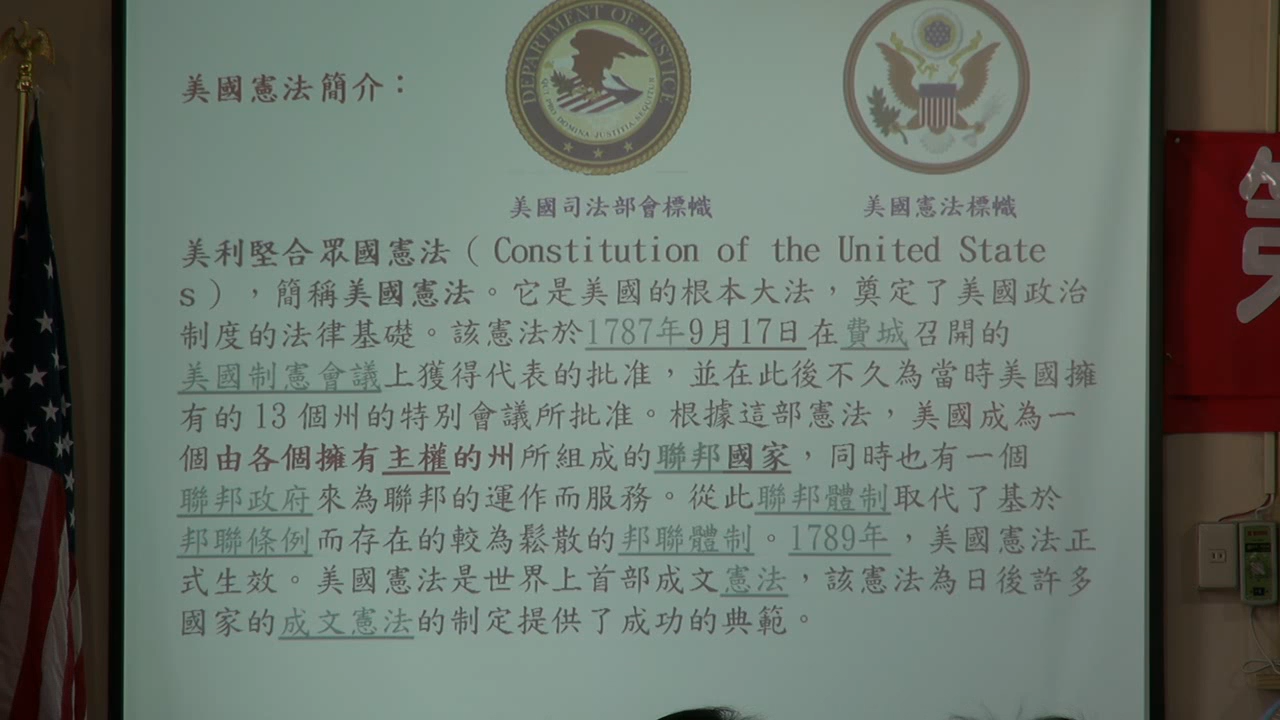 美國憲法簡介：
DEPARTMENT OF JUSTICE
QUI PRO DOMINA JUSTITIA SEQUITUR
美國司法部會標幟
美國憲法標幟
美利堅合眾國憲法（Constitution of the United State
s），簡稱美國憲法。它是美國的根本大法，奠定了美國政治
制度的法律基礎。該憲法於1787年9月17日在費城召開的
美國制憲會議上獲得代表的批准，並在此後不久為當時美國擁
有的13個州的特別會議所批准。根據這部憲法，美國成為一
個由各個擁有主權的州所組成的聯邦國家，同時也有一個
聯邦政府來為聯邦的運作而服務。從此聯邦體制取代了基於
邦聯條例而存在的較為鬆散的邦聯體制。1789年，美國憲法正
式生效。美國憲法是世界上首部成文憲法，該憲法為日後許多
國家的成文憲法的制定提供了成功的典範。
第